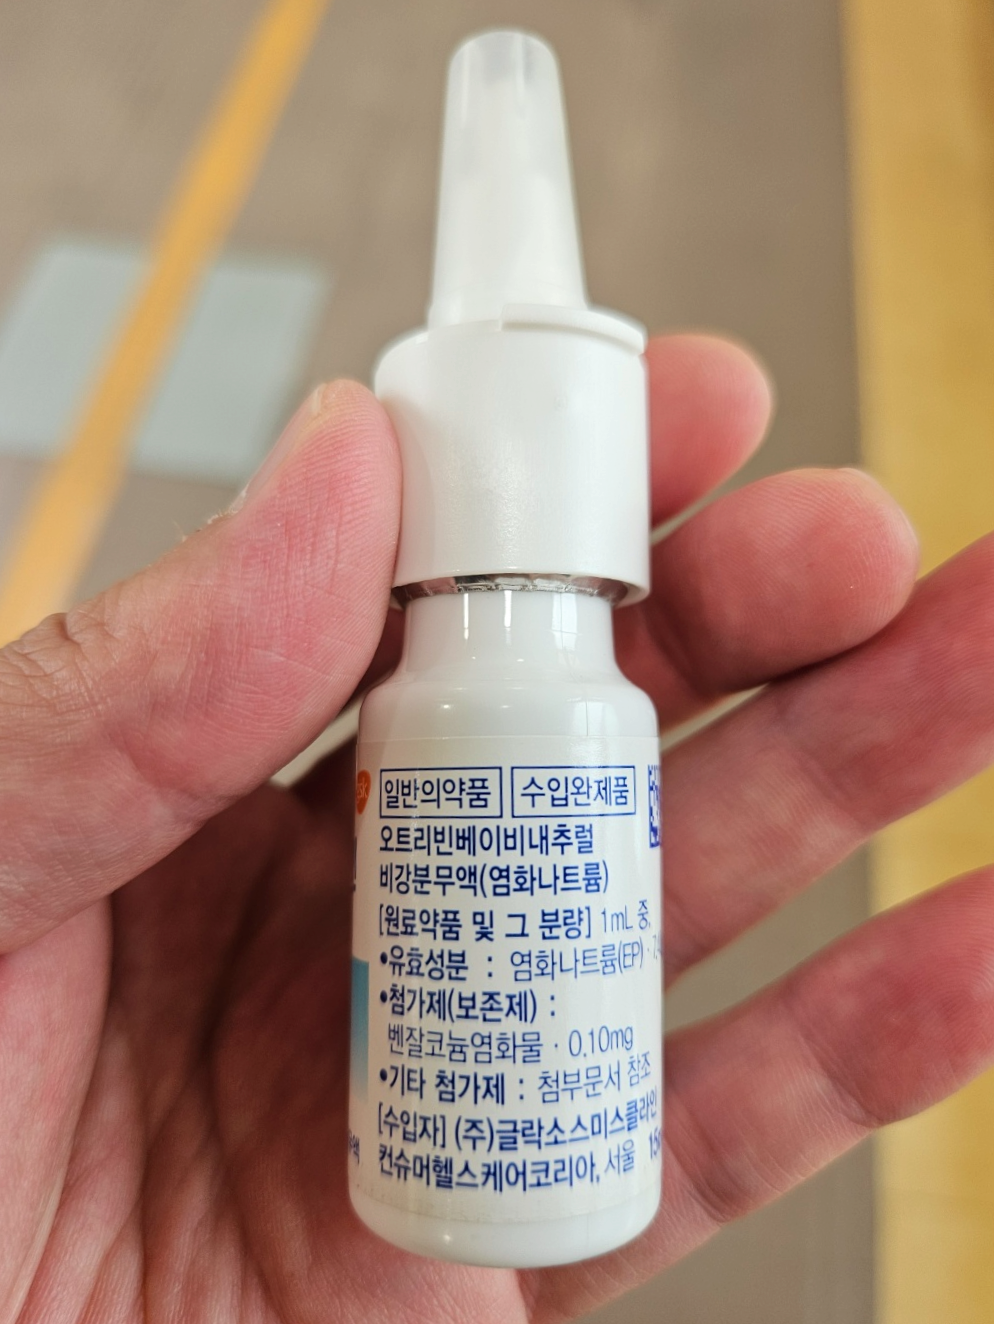 일반의약품 수입완제품
오트리빈베이비내추럴
비강분무액(염화나트륨)
[원료약품 및 그 분량] 1mL 중,
•유효성분 : 염화나트륨(EP) ·
•첨가제(보존제) :
벤잘코늄염화물 · 0.10mg
•기타 첨가제 : 첨부문서 참조
[수입자] (주)글락소스미스클라인
컨슈머헬스케어코리아, 서울